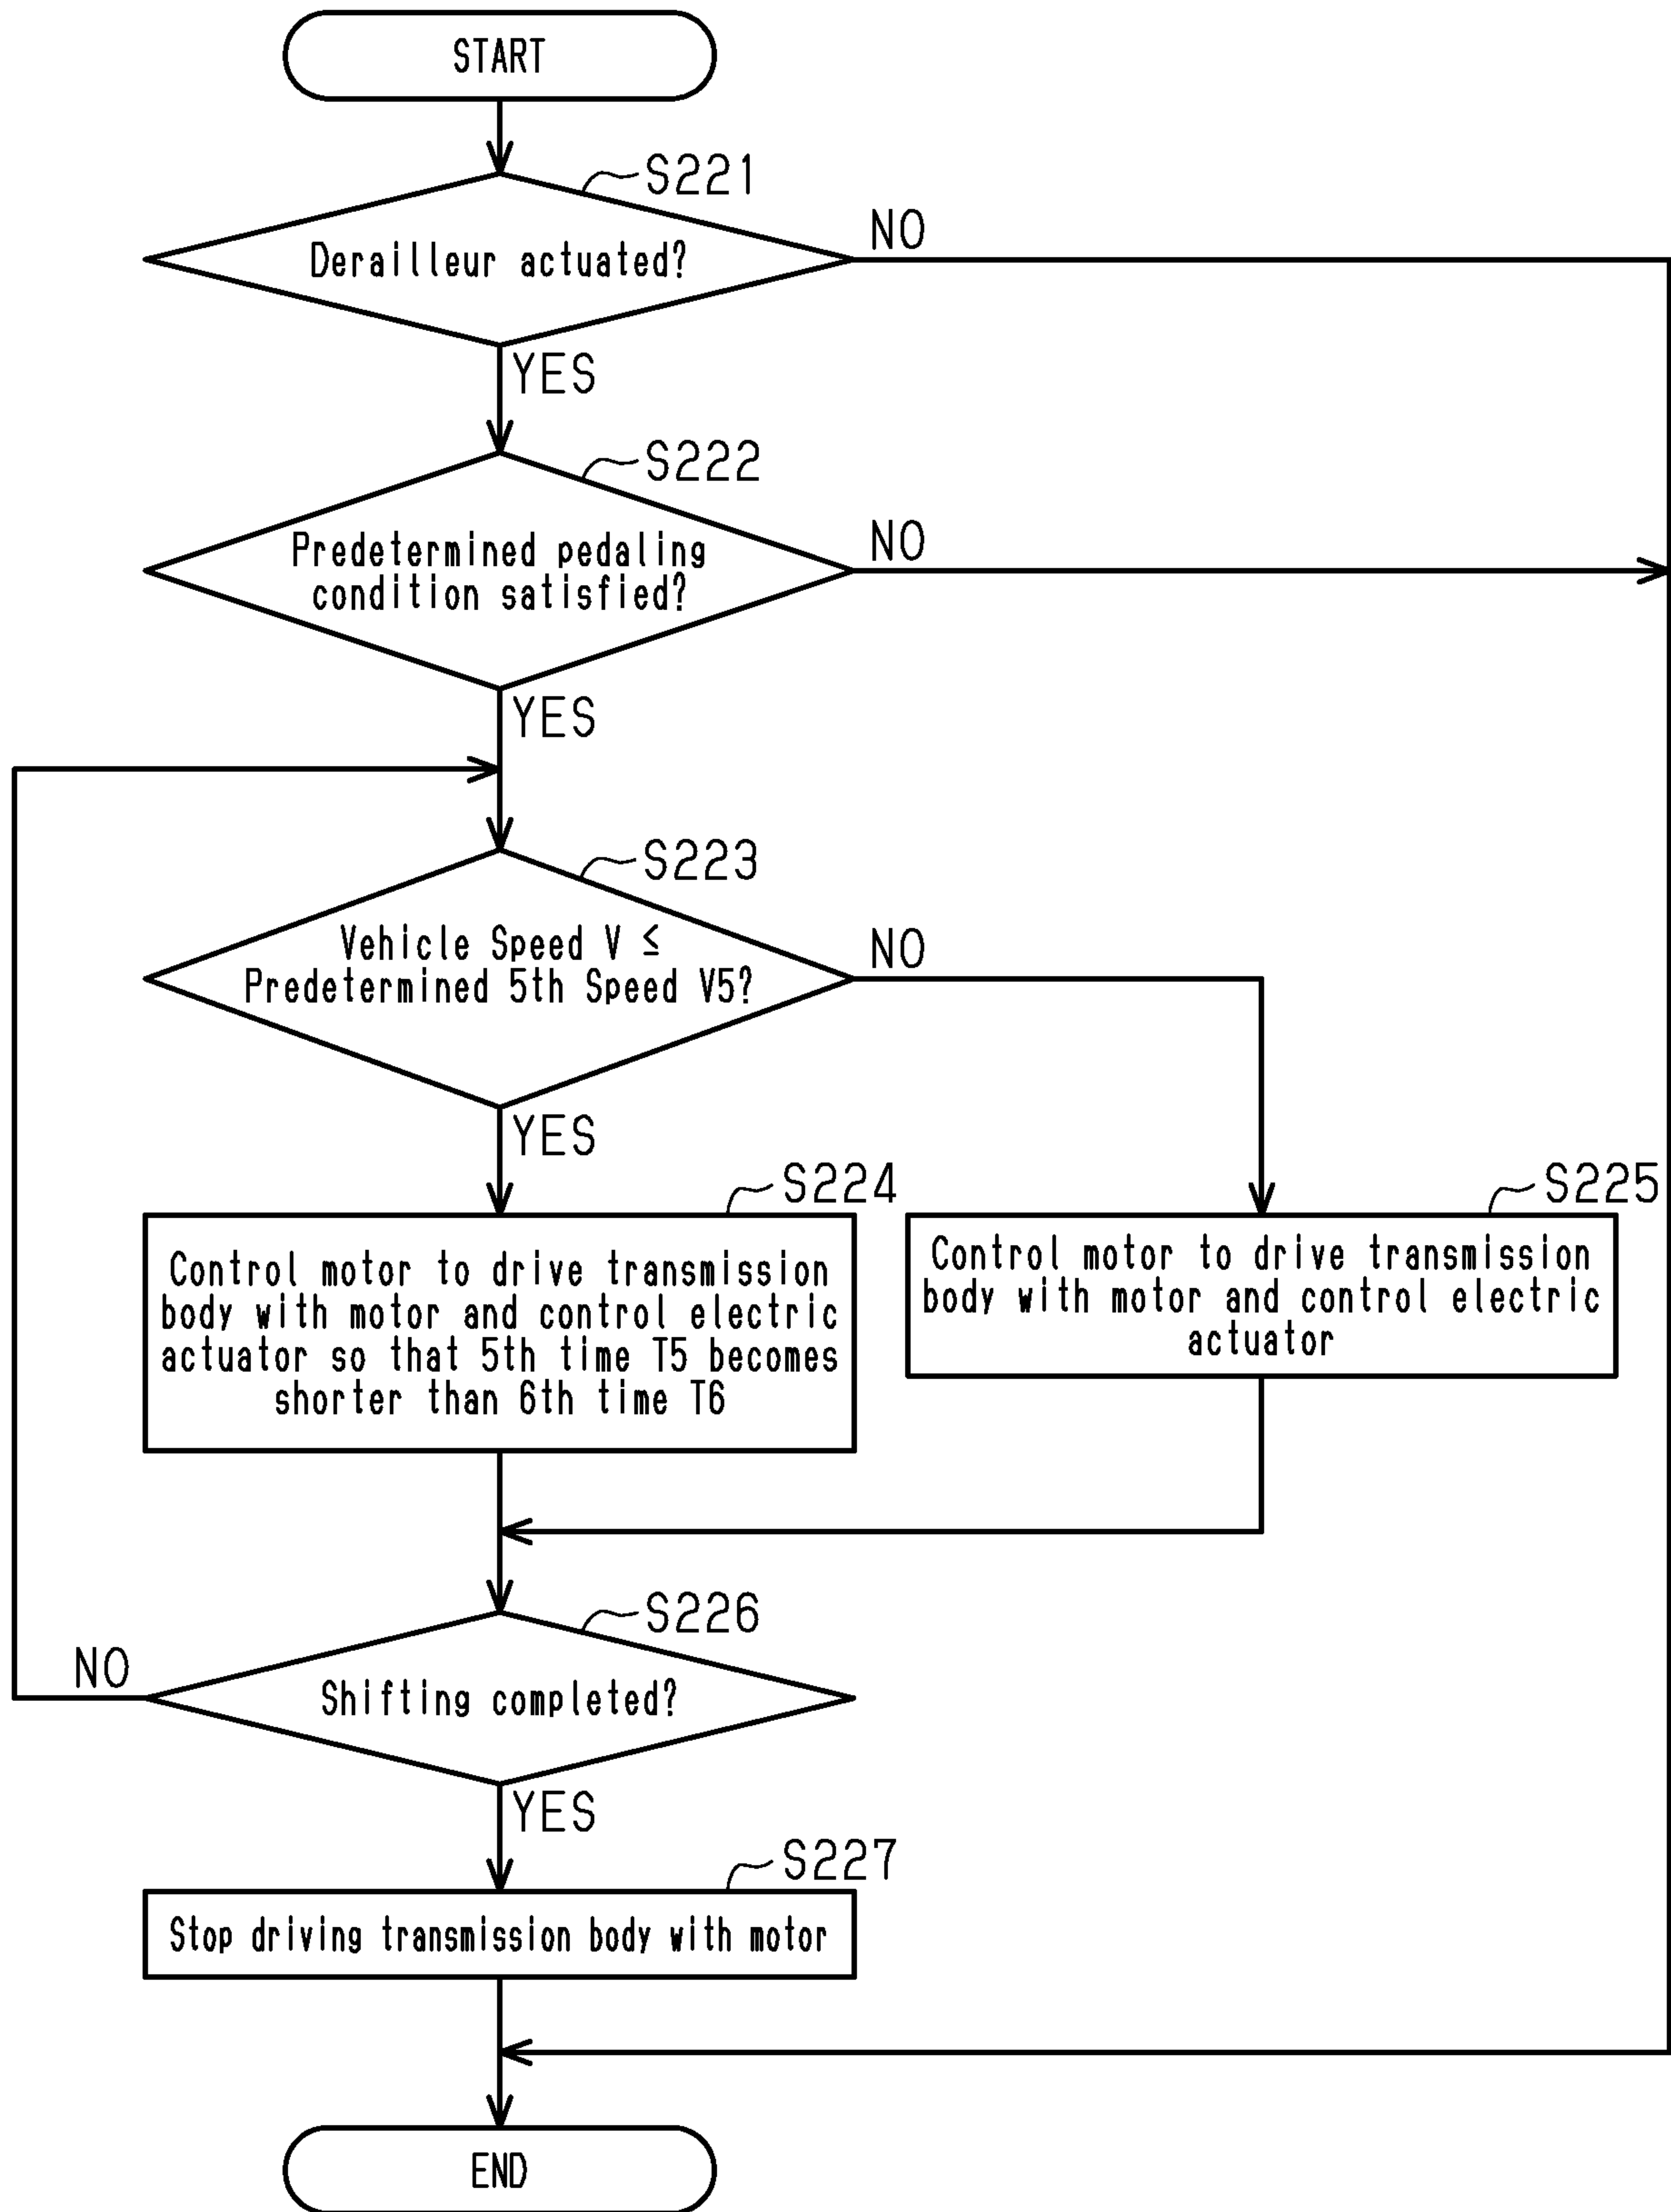 START
S221
Derailleur actuated?
NO
YES
S222
Predetermined pedaling
condition satisfied?
NO
YES
S223
Vehicle Speed V ≤
Predetermined 5th Speed V5?
NO
YES
S224
Control motor to drive transmission
body with motor and control electric
actuator so that 5th time T5 becomes
shorter than 6th time T6
S225
Control motor to drive transmission
body with motor and control electric
actuator
S226
Shifting completed?
NO
YES
S227
Stop driving transmission body with motor
END